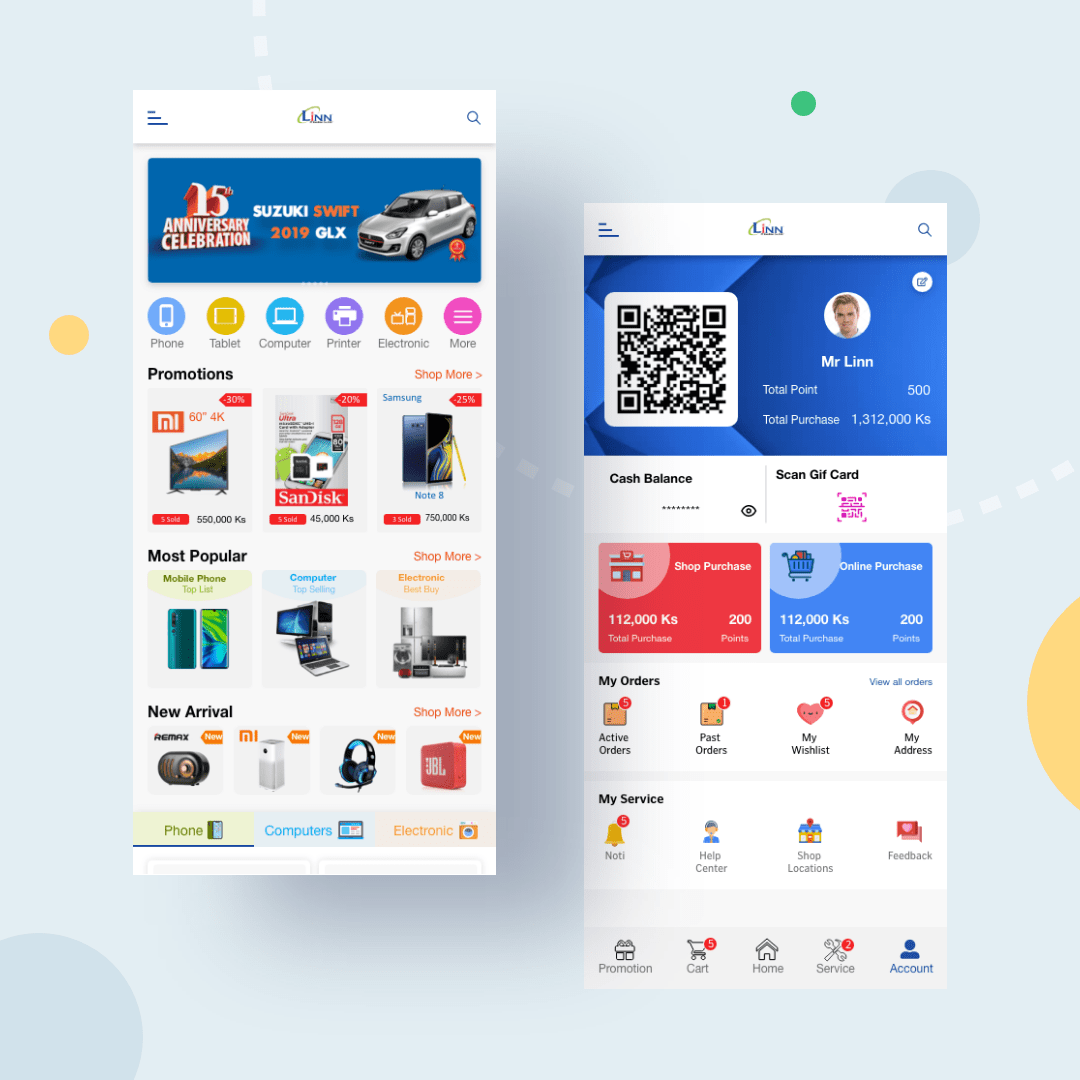 LINN
15th
ANNIVERSARY
CELEBRATION
SUZUKI SWIFT
2019 GLX
Phone
Tablet
Computer
Printer
Electronic
More
Promotions
Shop More >
-30%
60" 4K
5 Sold
550,000 Ks
-20%
Ultra
128
80
SanDisk
5 Sold
45,000 Ks
Samsung
-25%
Note 8
3 Sold
750,000 Ks
Most Popular
Shop More >
Mobile Phone
Top List
Computer
Top Selling
Electronic
Best Buy
New Arrival
Shop More >
REMAX
New
MI
New
New
New
JBL
Phone
Computers
Electronic
LINN
Mr Linn
Total Point
500
Total Purchase
1,312,000 Ks
Cash Balance
********
Scan Gif Card
Shop Purchase
112,000 Ks
200
Total Purchase
Points
Online Purchase
112,000 Ks
200
Total Purchase
Points
My Orders
View all orders
5
Active
Orders
1
Past
Orders
5
My
Wishlist
My
Address
My Service
5
Noti
Help
Center
Shop
Locations
Feedback
Promotion
5
Cart
Home
2
Service
Account